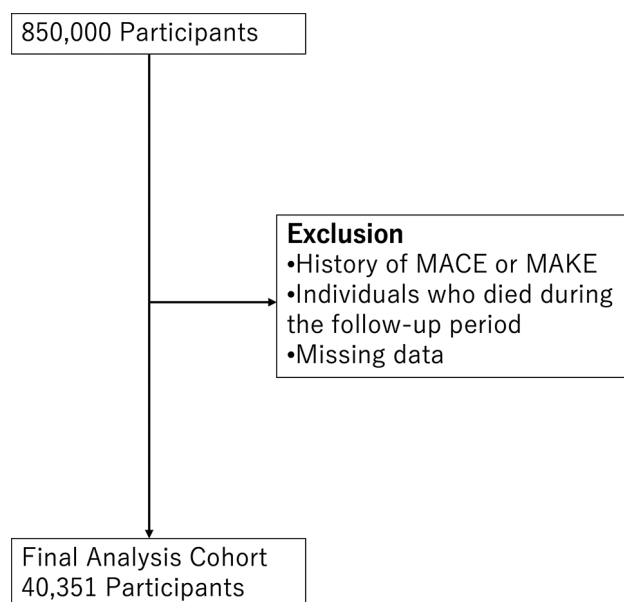 850,000 Participants
Exclusion
•History of MACE or MAKE
•Individuals who died during
the follow-up period
•Missing data
Final Analysis Cohort
40,351 Participants